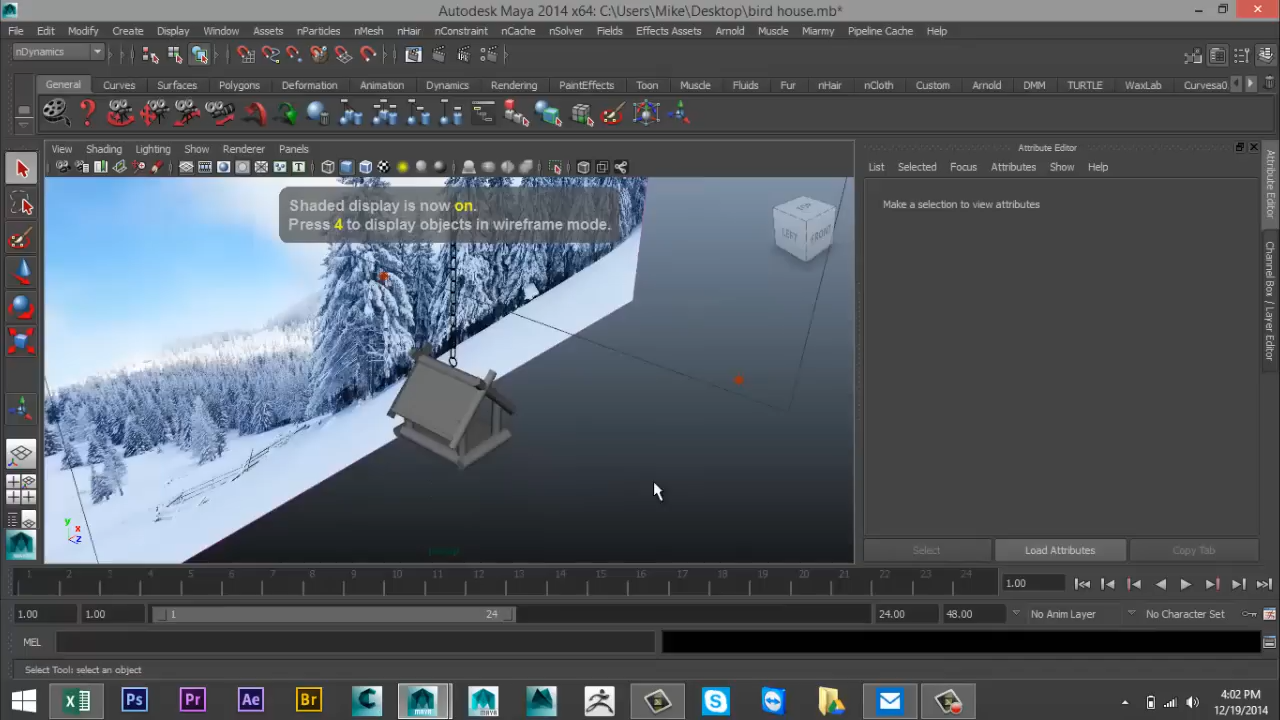 Autodesk Maya 2014 x64: C:\Users\Mike\Desktop\bird house.mb*
File Edit Modify Create Display Window Assets nParticles nMesh nHair nConstraint nCache nSolver Fields Effects Assets Arnold Muscle Miarmy Pipeline Cache Help
nDynamics
General Curves Surfaces Polygons Deformation Animation Dynamics Rendering PaintEffects Toon Muscle Fluids Fur nHair nCloth Custom Arnold DMM TURTLE WaxLab Curvesa0
View Shading Lighting Show Renderer Panels
Attribute Editor
List Selected Focus Attributes Show Help
Make a selection to view attributes
Shaded display is now on.
Press 4 to display objects in wireframe mode.
TOP
LEFT FRONT
Attribute Editor
Channel Box / Layer Editor
y
x
z
persp
Select Load Attributes Copy Tab
1 2 3 4 5 6 7 8 9 10 11 12 13 14 15 16 17 18 19 20 21 22 23 24 1.00
1.00 1.00 1 24 24.00 48.00 No Anim Layer No Character Set
MEL
Select Tool: select an object
Ps Pr Ae Br
4:02 PM
12/19/2014